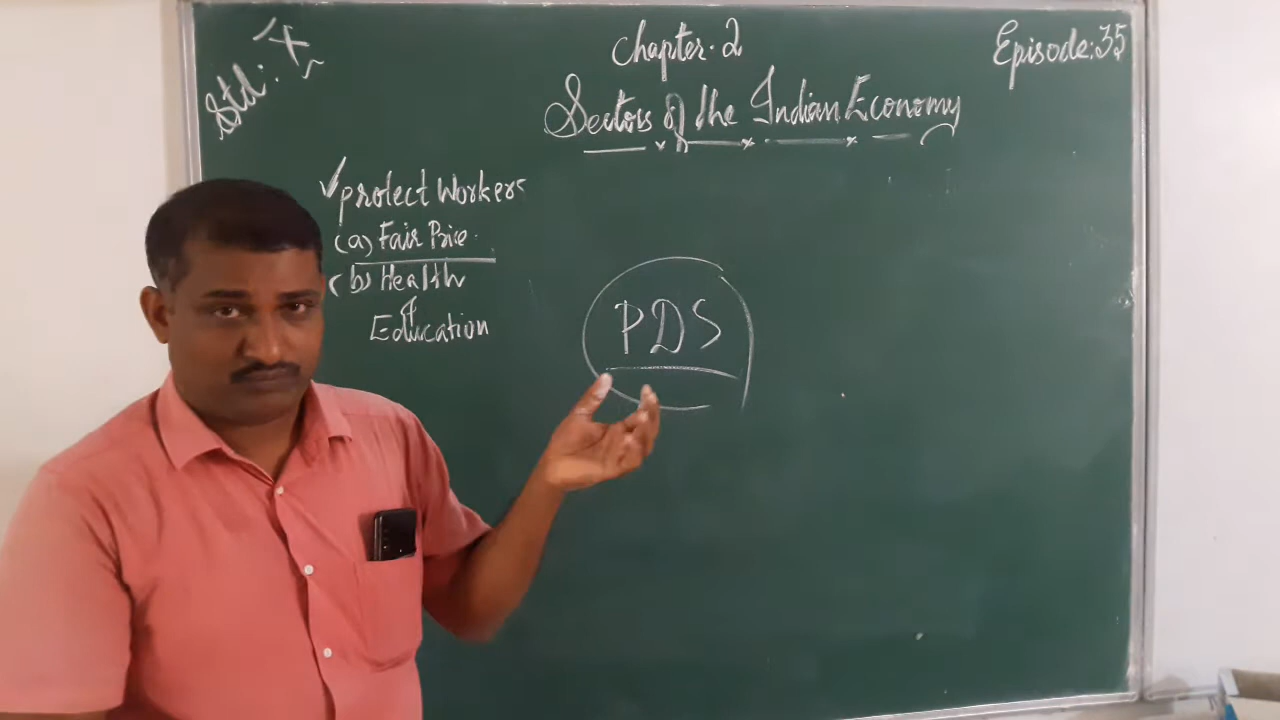 Std: X
Chapter. 2
Episode: 35
Sectors of the Indian Economy
✓ protect Workers
(a) Fair Price.
(b) Health
&
Education
PDS